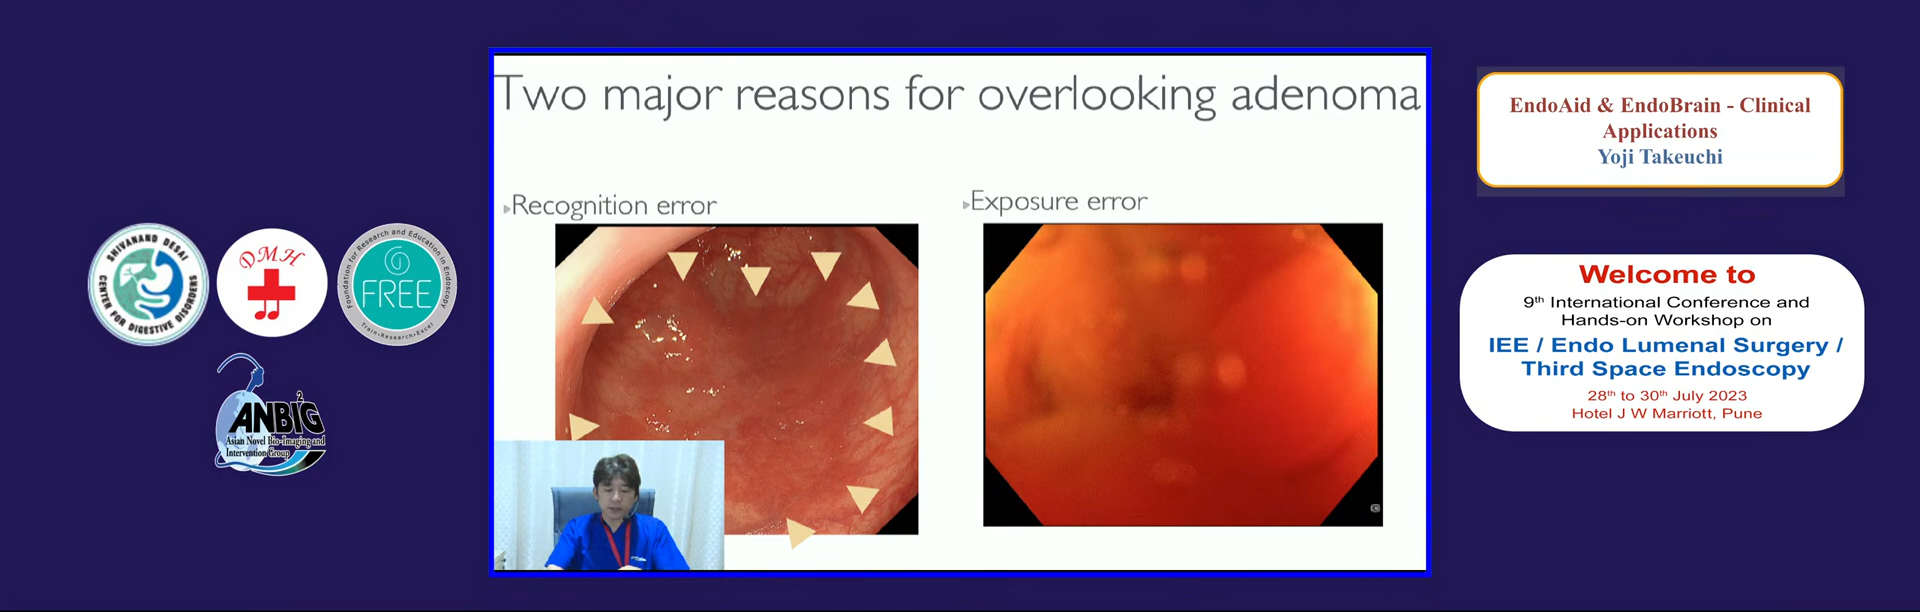 SHIVANAND DESAI
CENTER FOR DIGESTIVE DISORDERS
DMH
Foundation for Research and Education in Endoscopy
FREE
Train•Research•Excel
ANBIG
2
Asian Novel Bio-Imaging and
Intervention Group
Two major reasons for overlooking adenoma
Recognition error
Exposure error
EndoAid & EndoBrain - Clinical
Applications
Yoji Takeuchi
Welcome to
9th International Conference and
Hands-on Workshop on
IEE / Endo Lumenal Surgery /
Third Space Endoscopy
28th to 30th July 2023
Hotel J W Marriott, Pune